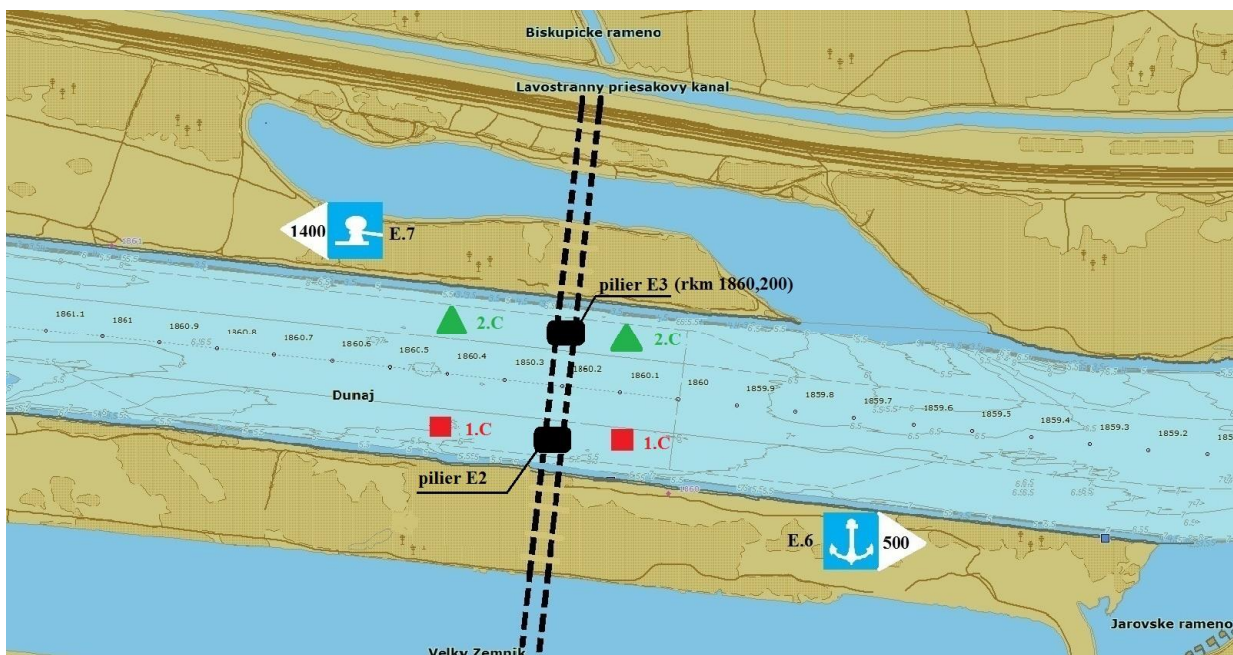 Biskupicke rameno
Lavostranny priesakovy kanal
1400
E.7
1861
pilier E3 (rkm 1860,200)
2.C
2.C
1861.1
1861
1860.9
1860.8
1860.7
1860.6
1860.5
1860.4
1860.3
1860.2
1860.1
1860
1859.9
1859.8
1859.7
1859.6
1859.5
1859.4
1859.3
1859.2
Dunaj
1.C
1.C
pilier E2
1860
E.6
500
Jarovske rameno
Velky Zemnik